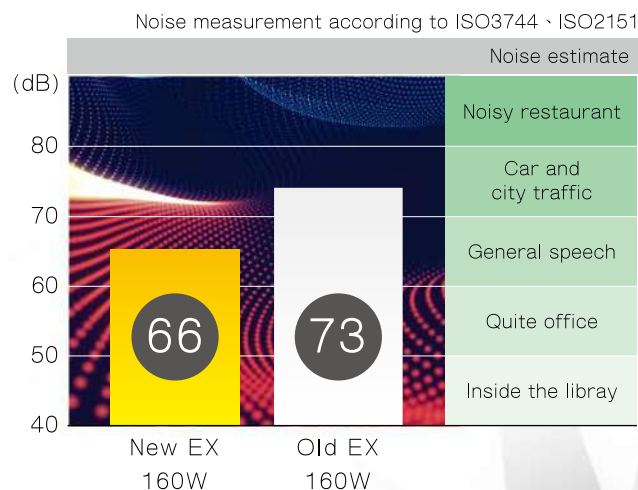 Noise measurement according to ISO3744、ISO2151
Noise estimate
(dB)
Noisy restaurant
80
Car and
city traffic
70
General speech
60
Quite office
50
Inside the libray
40
66
73
New EX
160W
Old EX
160W